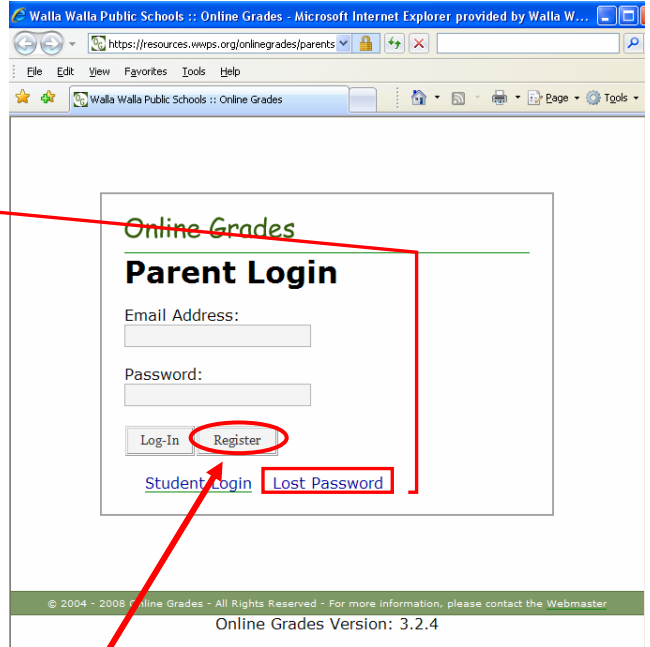 Walla Walla Public Schools :: Online Grades - Microsoft Internet Explorer provided by Walla W...
https://resources.wwps.org/onlinegrades/parents
File Edit View Favorites Tools Help
Walla Walla Public Schools :: Online Grades Page Tools
Online Grades
Parent Login
Email Address:
Password:
Log-In Register
Student Login Lost Password
© 2004 - 2008 Online Grades - All Rights Reserved - For more information, please contact the Webmaster
Online Grades Version: 3.2.4